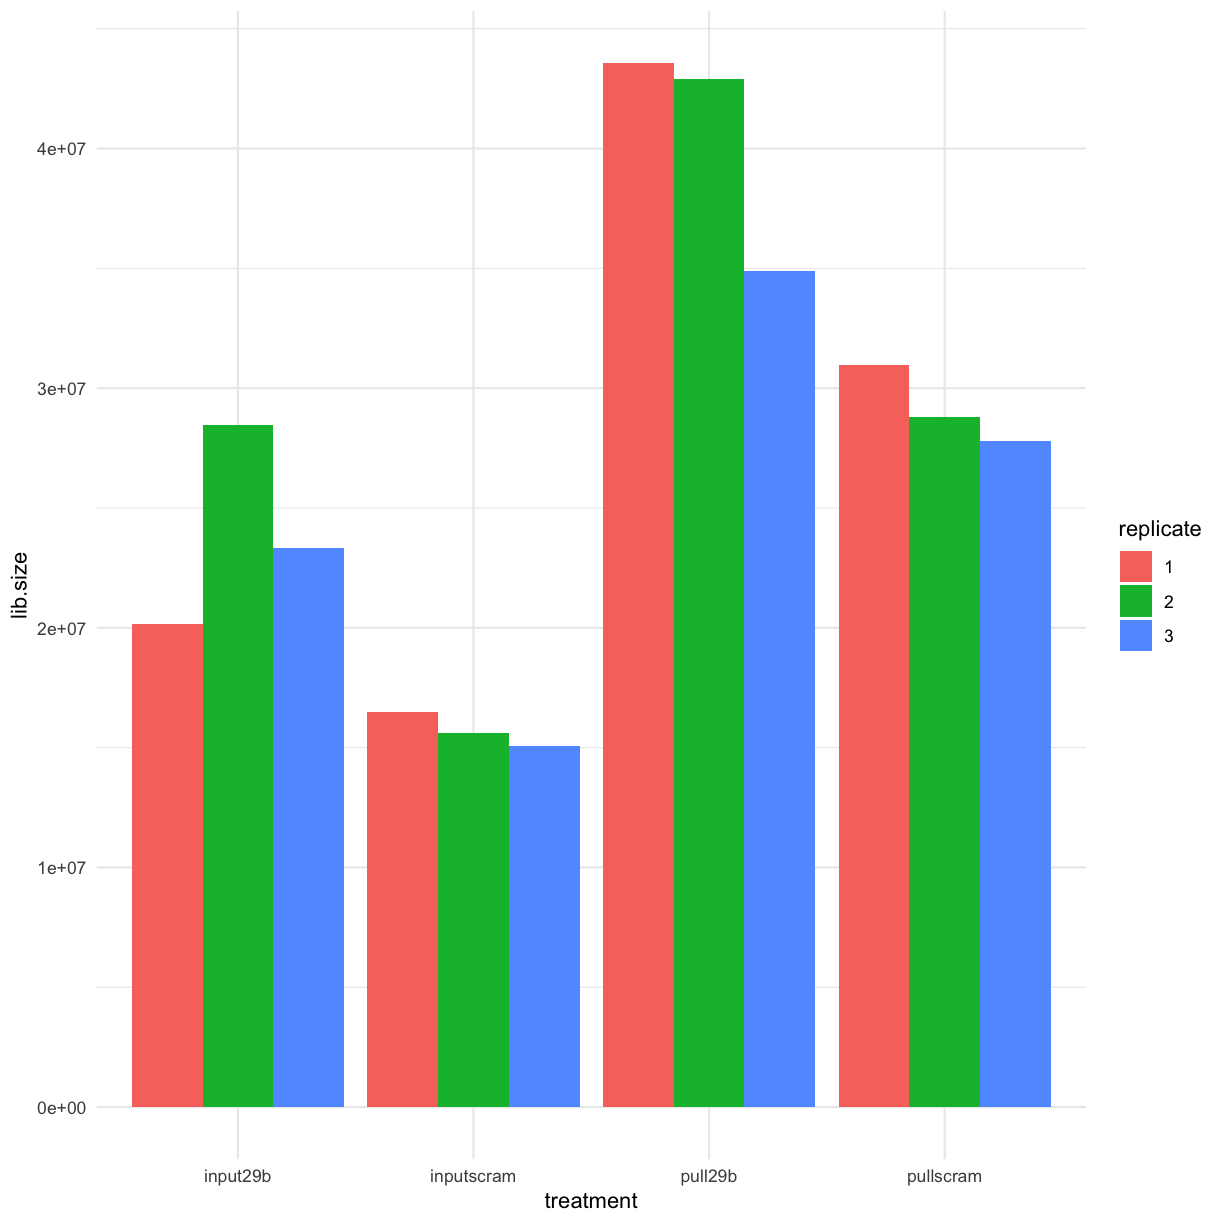 lib.size
4e+07
3e+07
2e+07
1e+07
0e+00
input29b
inputscram
pull29b
pullscram
treatment
replicate
1
2
3